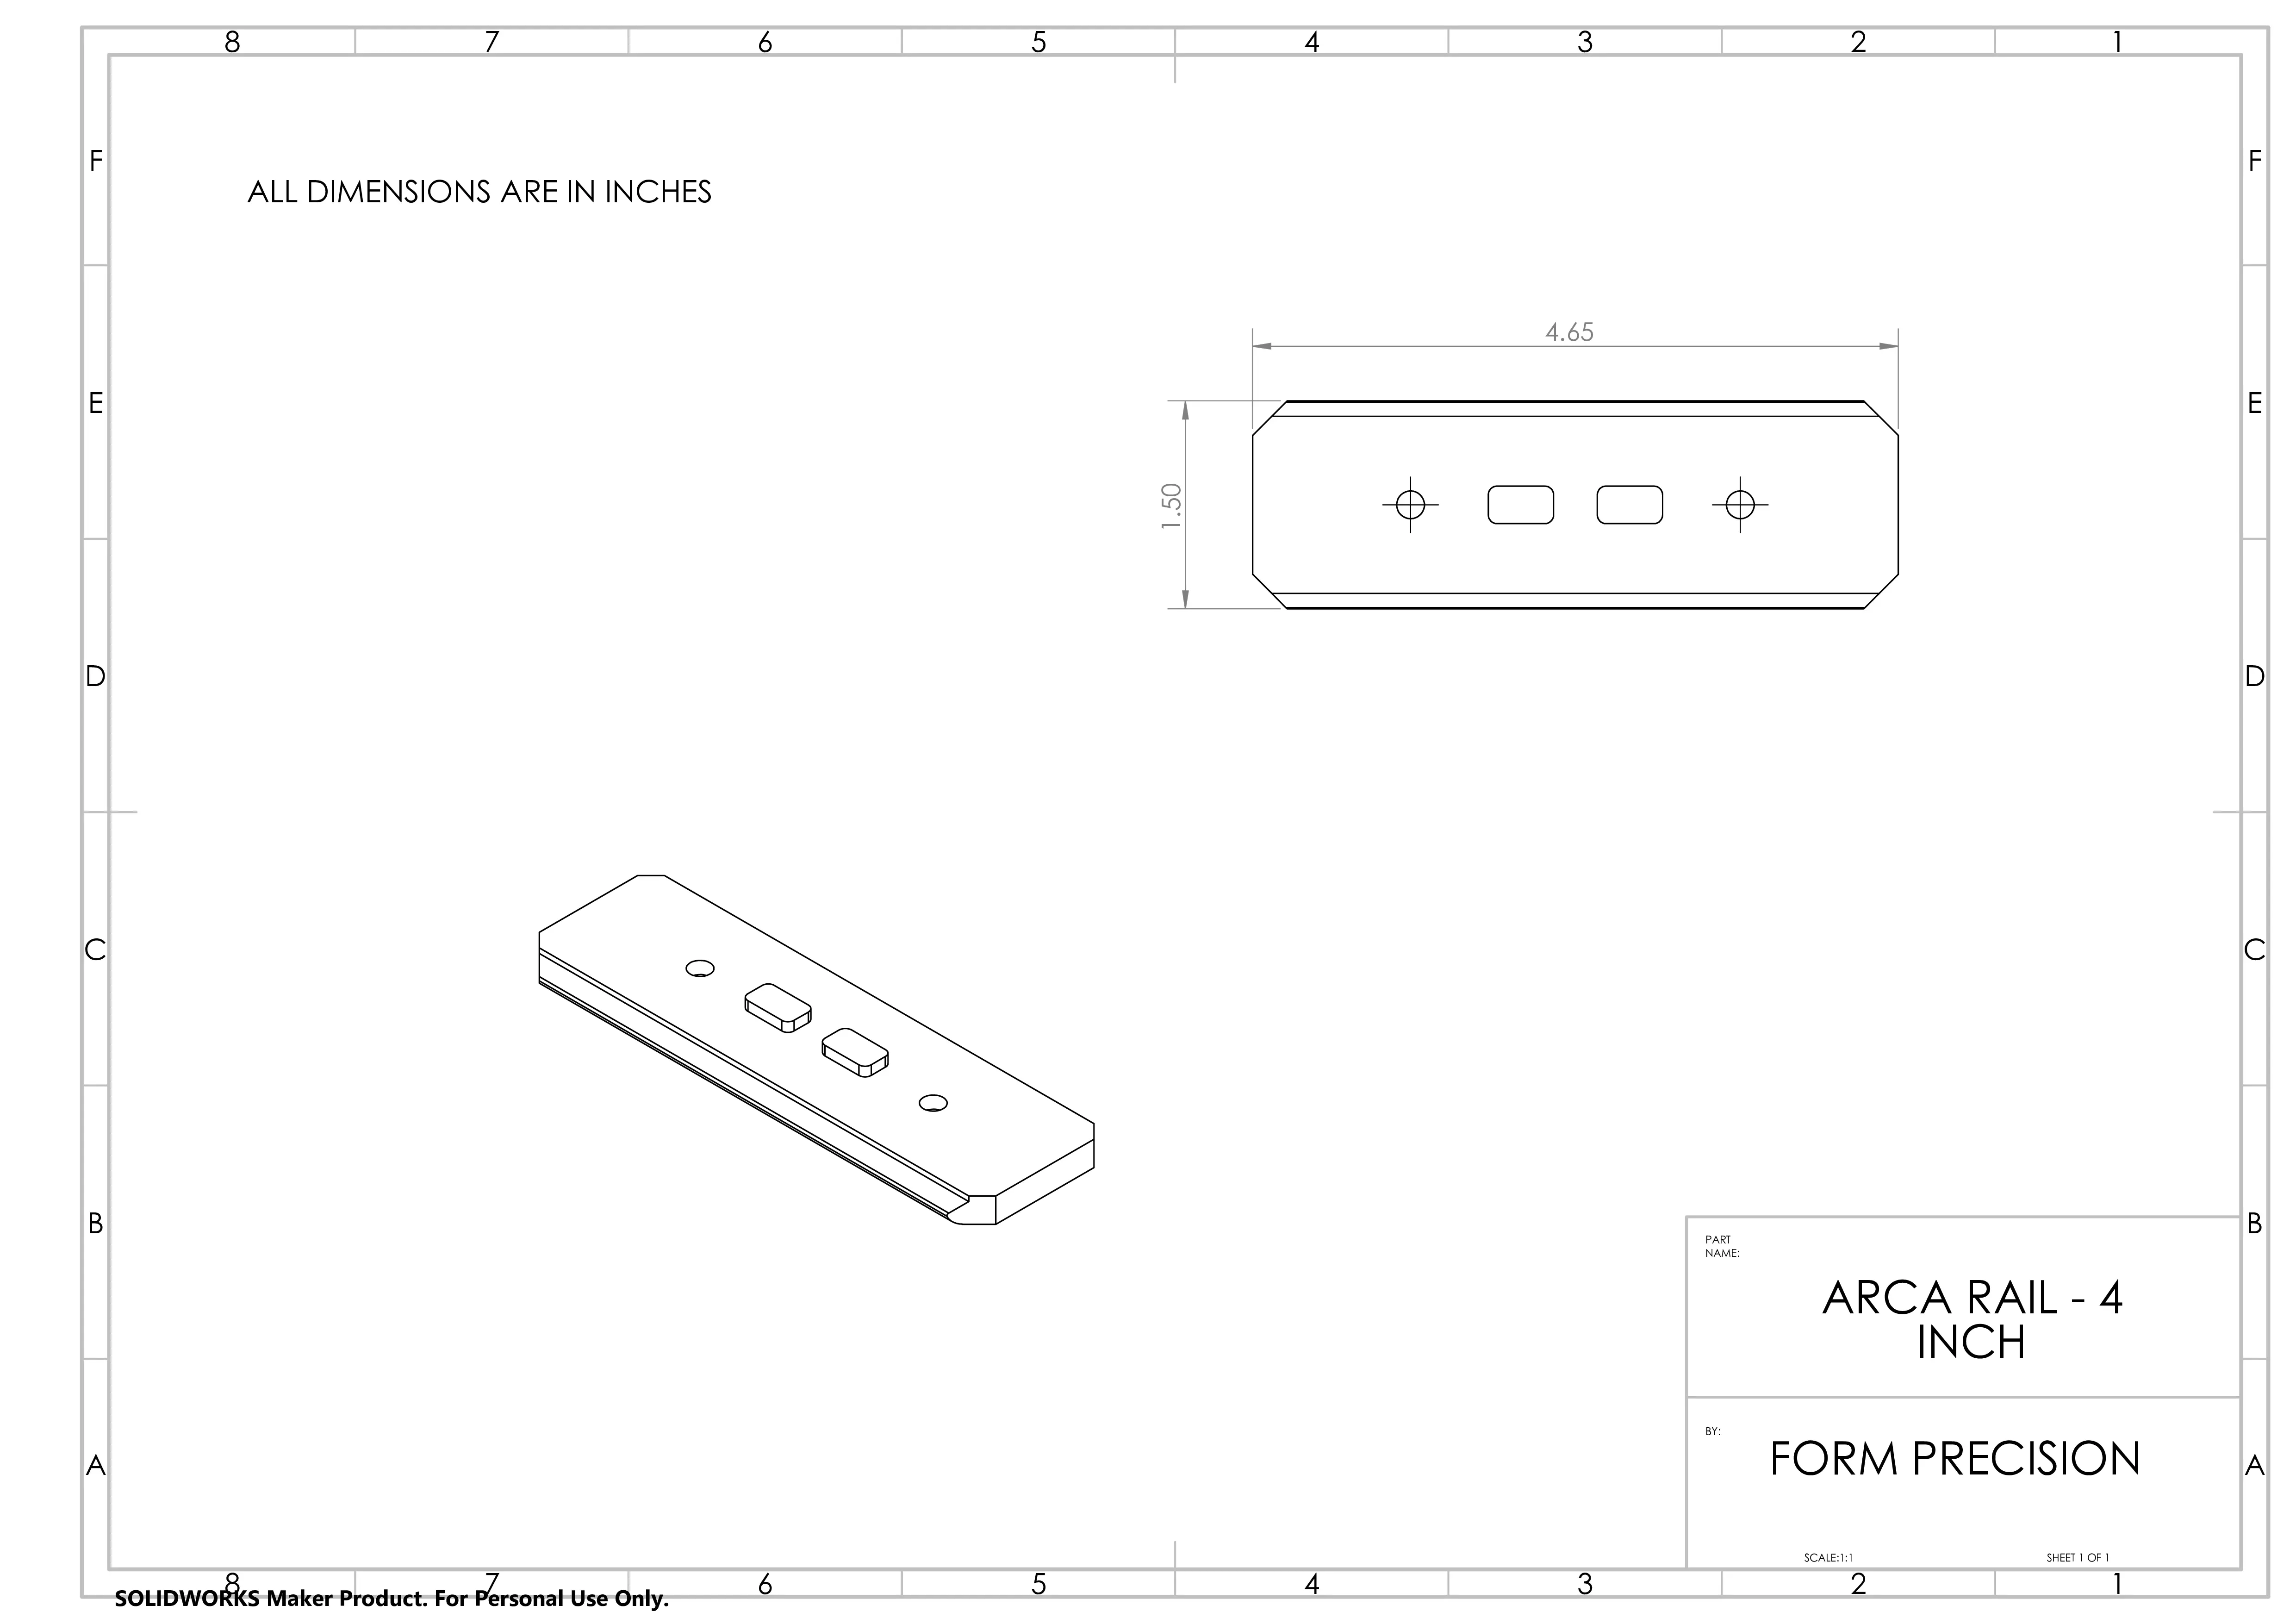 8 7 6 5 4 3 2 1
F F
ALL DIMENSIONS ARE IN INCHES
4.65
E E
1.50
D D
C C
B B
PART
NAME:
ARCA RAIL - 4
INCH
BY:
FORM PRECISION
A A
SCALE:1:1 SHEET 1 OF 1
8 7 6 5 4 3 2 1
SOLIDWORKS Maker Product. For Personal Use Only.